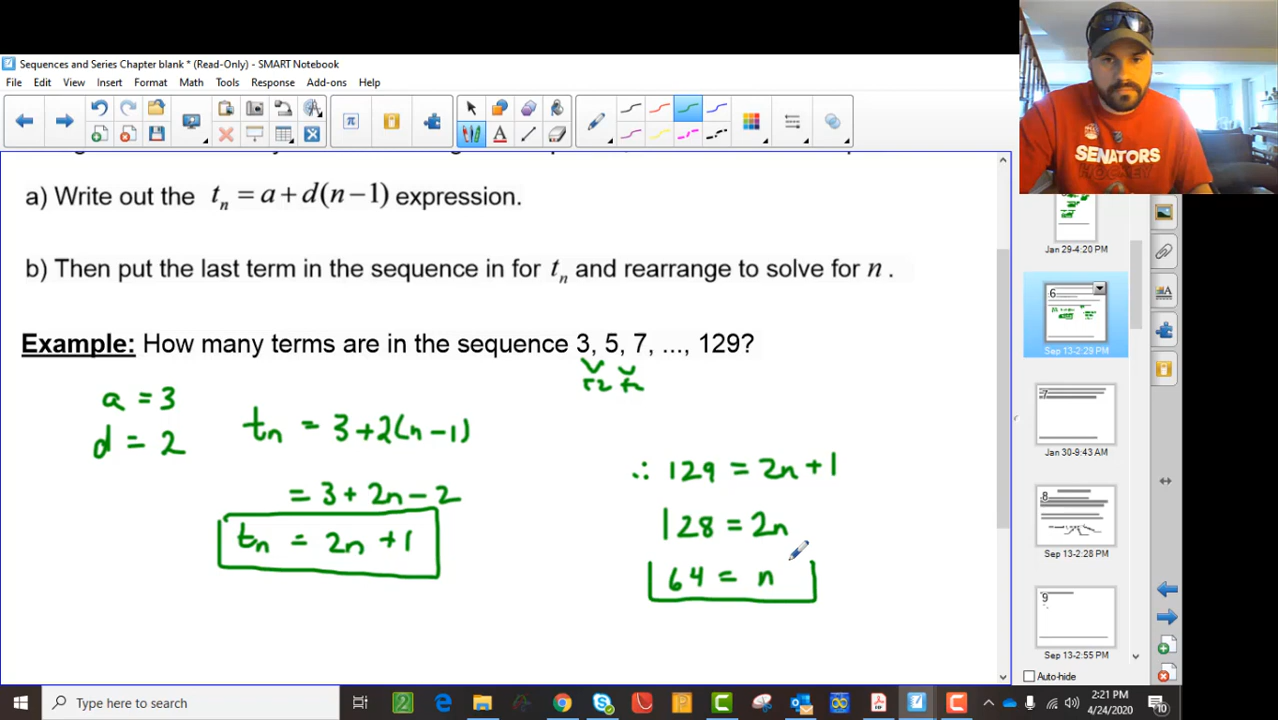 Sequences and Series Chapter blank * (Read-Only) - SMART Notebook
File Edit View Insert Format Math Tools Response Add-ons Help
SENATORS
HOCKEY
a) Write out the tₙ = a + d(n−1) expression.
b) Then put the last term in the sequence in for tₙ and rearrange to solve for n .
Example: How many terms are in the sequence 3, 5, 7, ..., 129?
+2 +2
a = 3
d = 2
tₙ = 3+2(n−1)
= 3+2n−2
tₙ = 2n+1
∴ 129 = 2n+1
128 = 2n
64 = n
Jan 29-4:20 PM
6
Sep 13-2:29 PM
7
Jan 30-9:43 AM
8
Sep 13-2:28 PM
9
Sep 13-2:55 PM
Auto-hide
Type here to search
2:21 PM
4/24/2020
10